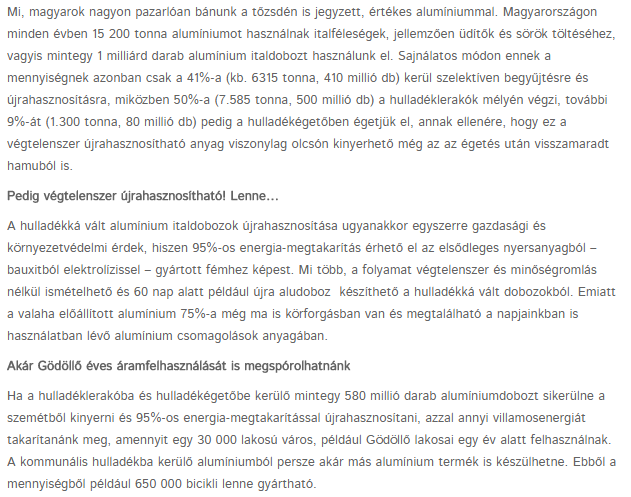 Mi, magyarok nagyon pazarlóan bánunk a tőzsdén is jegyzett, értékes alumíniummal. Magyarországon
minden évben 15 200 tonna alumíniumot használnak italféleségek, jellemzően üdítők és sörök töltéséhez,
vagyis mintegy 1 milliárd darab alumínium italdobozt használunk el. Sajnálatos módon ennek a
mennyiségnek azonban csak a 41%-a (kb. 6315 tonna, 410 millió db) kerül szelektíven begyűjtésre és
újrahasznosításra, miközben 50%-a (7.585 tonna, 500 millió db) a hulladéklerakók mélyén végzi, további
9%-át (1.300 tonna, 80 millió db) pedig a hulladékégetőben égetjük el, annak ellenére, hogy ez a
végtelenszer újrahasznosítható anyag viszonylag olcsón kinyerhető még az az égetés után visszamaradt
hamuból is.
Pedig végtelenszer újrahasznosítható! Lenne…
A hulladékká vált alumínium italdobozok újrahasznosítása ugyanakkor egyszerre gazdasági és
környezetvédelmi érdek, hiszen 95%-os energia-megtakarítás érhető el az elsődleges nyersanyagból –
bauxitból elektrolízissel – gyártott fémhez képest. Mi több, a folyamat végtelenszer és minőségromlás
nélkül ismételhető és 60 nap alatt például újra aludoboz  készíthető a hulladékká vált dobozokból. Emiatt
a valaha előállított alumínium 75%-a még ma is körforgásban van és megtalálható a napjainkban is
használatban lévő alumínium csomagolások anyagában.
Akár Gödöllő éves áramfelhasználását is megspórolhatnánk
Ha a hulladéklerakóba és hulladékégetőbe kerülő mintegy 580 millió darab alumíniumdobozt sikerülne a
szemétből kinyerni és 95%-os energia-megtakarítással újrahasznosítani, azzal annyi villamosenergiát
takarítanánk meg, amennyit egy 30 000 lakosú város, például Gödöllő lakosai egy év alatt felhasználnak.
A kommunális hulladékba kerülő alumíniumból persze akár más alumínium termék is készülhetne. Ebből a
mennyiségből például 650 000 bicikli lenne gyártható.